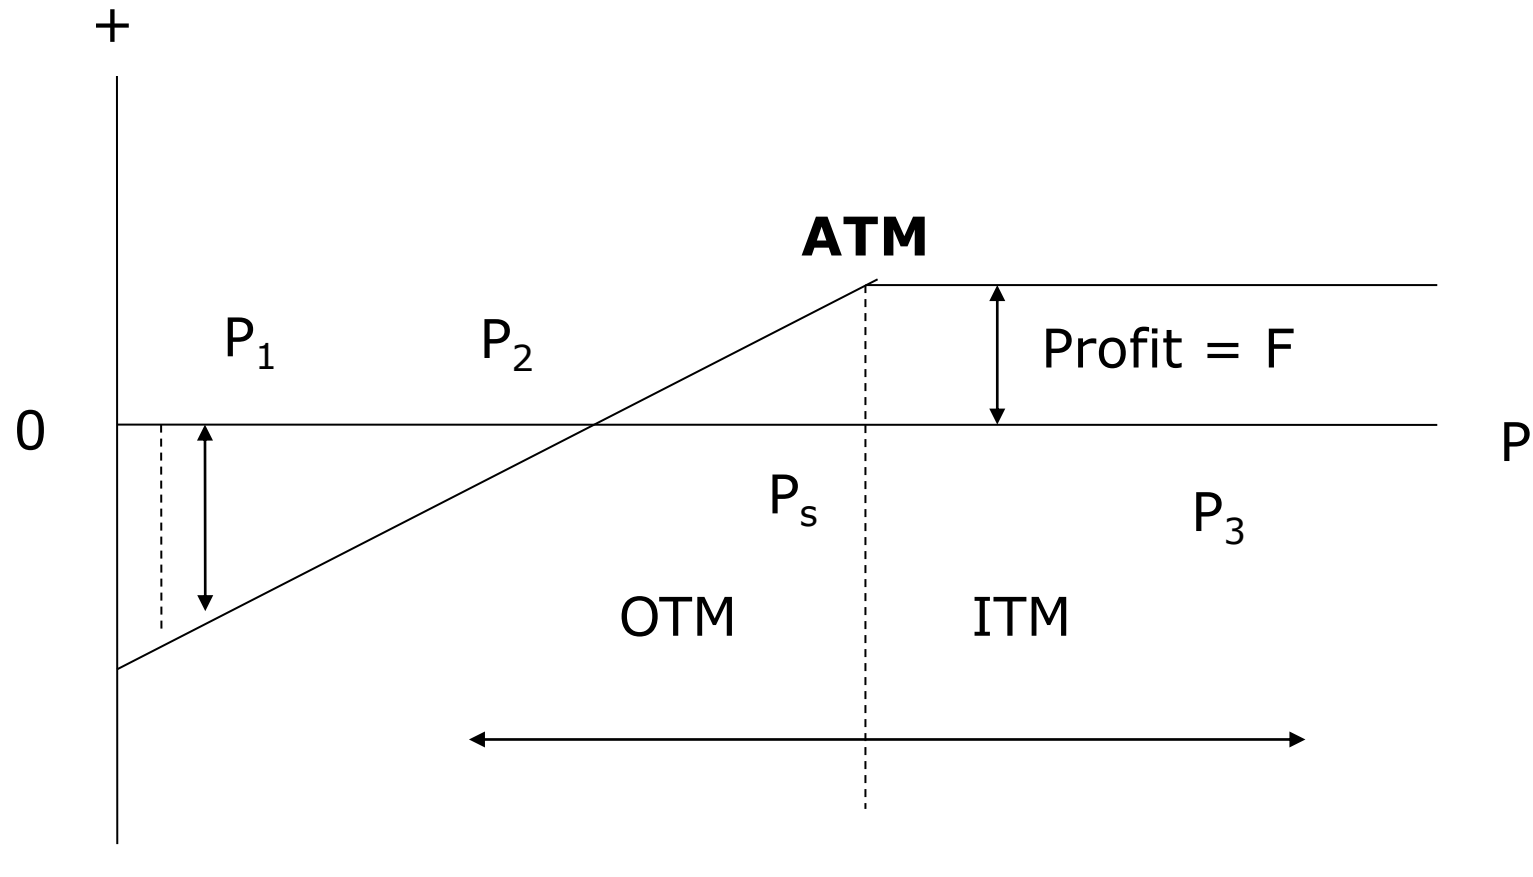 +
ATM
P1
P2
Profit = F
0
P
Ps
P3
OTM
ITM